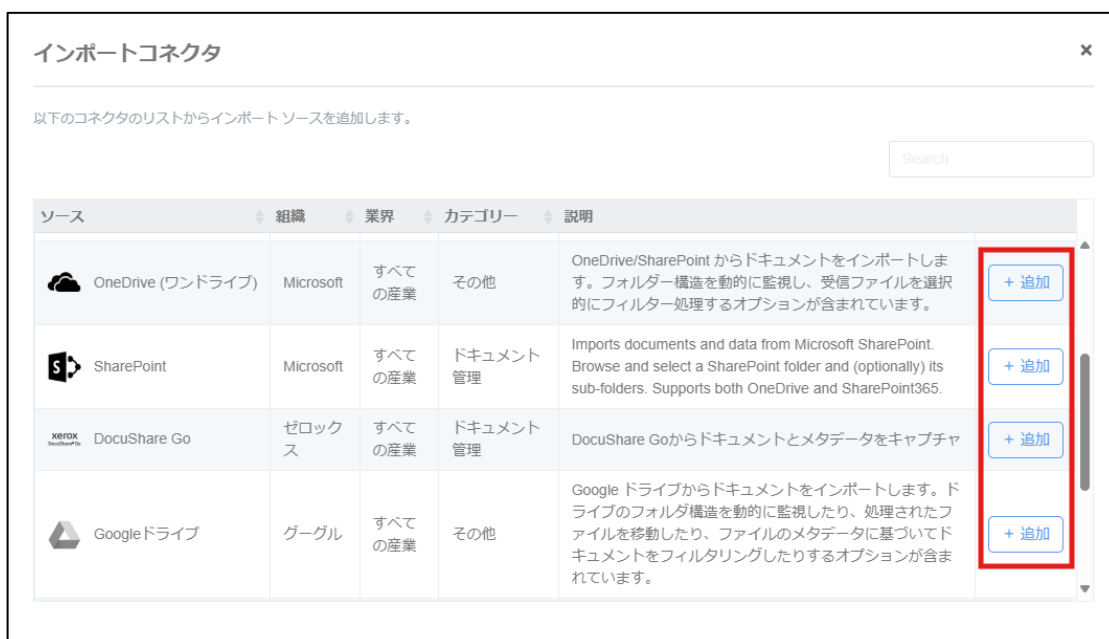 インポートコネクタ
×
以下のコネクタのリストからインポート ソースを追加します。
Search
ソース 組織 業界 カテゴリー 説明
OneDrive (ワンドライブ) Microsoft すべて
の産業 その他 OneDrive/SharePoint からドキュメントをインポートしま
す。フォルダー構造を動的に監視し、受信ファイルを選択
的にフィルター処理するオプションが含まれています。
+ 追加
SharePoint Microsoft すべて
の産業 ドキュメント
管理 Imports documents and data from Microsoft SharePoint.
Browse and select a SharePoint folder and (optionally) its
sub-folders. Supports both OneDrive and SharePoint365.
+ 追加
xerox
DocuShare Go ゼロック
ス すべて
の産業 ドキュメント
管理 DocuShare Goからドキュメントとメタデータをキャプチャ
+ 追加
Googleドライブ グーグル すべて
の産業 その他 Google ドライブからドキュメントをインポートします。ド
ライブのフォルダ構造を動的に監視したり、処理されたフ
ァイルを移動したり、ファイルのメタデータに基づいてド
キュメントをフィルタリングしたりするオプションが含ま
れています。
+ 追加